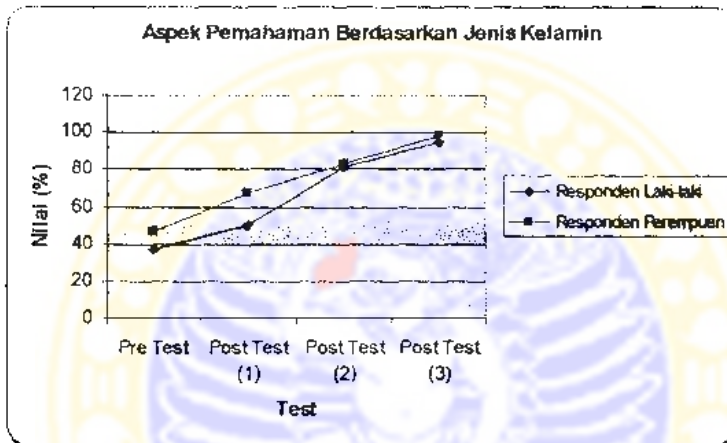 Aspek Pemahaman Berdasarkan Jenis Kelamin
120
100
80
60
40
20
0
Nilai (%)
Pre Test
Post Test (1)
Post Test (2)
Post Test (3)
Test
Responden Laki-laki
Responden Perempuan